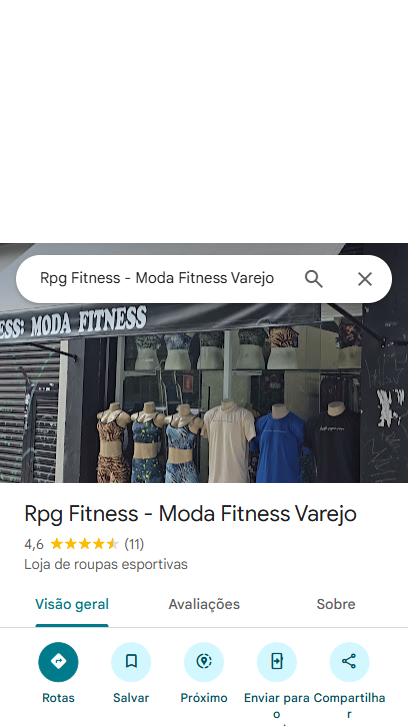 Rpg Fitness - Moda Fitness Varejo
ESS: MODA FITNESS
Rpg Fitness - Moda Fitness Varejo
4,6 (11)
Loja de roupas esportivas
Visão geral
Avaliações
Sobre
Rotas
Salvar
Próximo
Enviar para
o
Compartilha
r